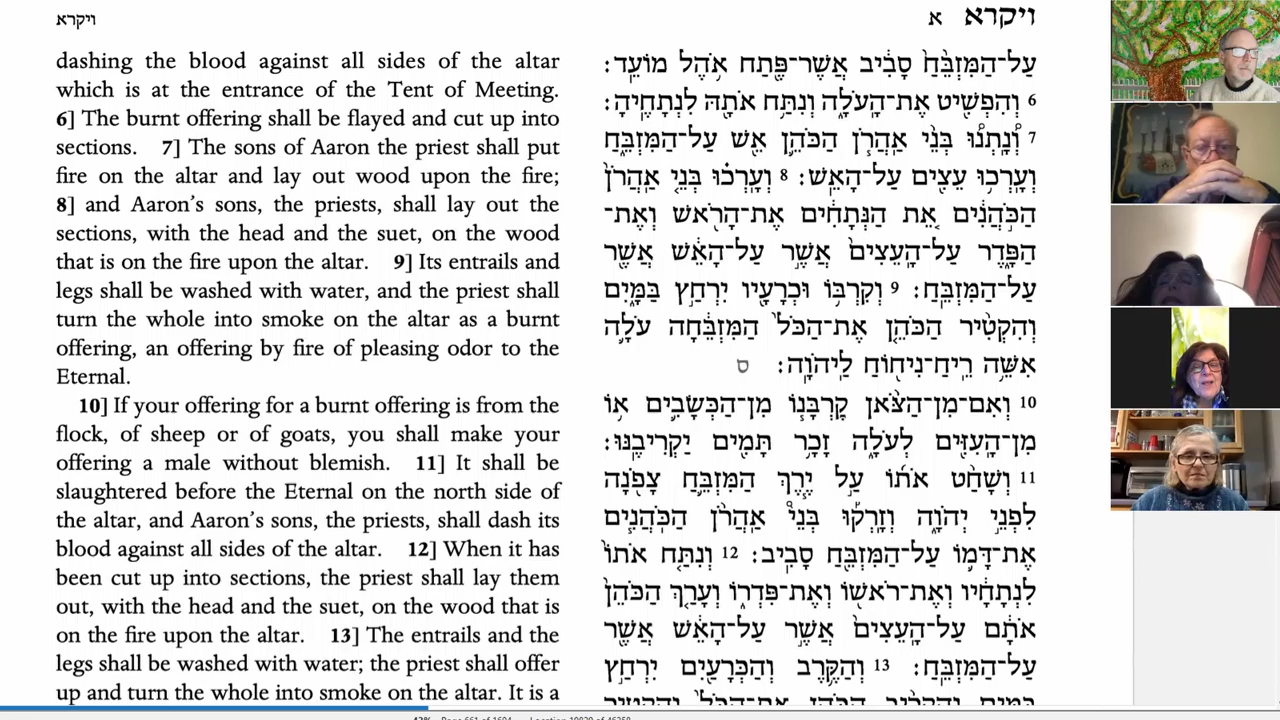 ויקרא
dashing the blood against all sides of the altar
which is at the entrance of the Tent of Meeting.
6] The burnt offering shall be flayed and cut up into
sections. 7] The sons of Aaron the priest shall put
fire on the altar and lay out wood upon the fire;
8] and Aaron’s sons, the priests, shall lay out the
sections, with the head and the suet, on the wood
that is on the fire upon the altar. 9] Its entrails and
legs shall be washed with water, and the priest shall
turn the whole into smoke on the altar as a burnt
offering, an offering by fire of pleasing odor to the
Eternal.
10] If your offering for a burnt offering is from the
flock, of sheep or of goats, you shall make your
offering a male without blemish. 11] It shall be
slaughtered before the Eternal on the north side of
the altar, and Aaron’s sons, the priests, shall dash its
blood against all sides of the altar. 12] When it has
been cut up into sections, the priest shall lay them
out, with the head and the suet, on the wood that is
on the fire upon the altar. 13] The entrails and the
legs shall be washed with water; the priest shall offer
up and turn the whole into smoke on the altar. It is a
ויקרא א
עַל־הַמִּזְבֵּ֙חַ֙ סָבִ֔יב אֲשֶׁר־פֶּ֖תַח אֹ֥הֶל מוֹעֵֽד׃
6 וְהִפְשִׁ֖יט אֶת־הָעֹלָ֑ה וְנִתַּ֥ח אֹתָ֖הּ לִנְתָחֶֽיהָ׃
7 וְ֠נָתְנ֠וּ בְּנֵ֨י אַהֲרֹ֧ן הַכֹּהֵ֛ן אֵ֖שׁ עַל־הַמִּזְבֵּ֑חַ
וְעָרְכ֥וּ עֵצִ֖ים עַל־הָאֵֽשׁ׃ 8 וְעָרְכ֗וּ בְּנֵ֤י אַהֲרֹן֙
הַכֹּ֣הֲנִ֔ים אֵ֚ת הַנְּתָחִ֔ים אֶת־הָרֹ֖אשׁ וְאֶת־
הַפָּ֑דֶר עַל־הָעֵצִים֙ אֲשֶׁ֣ר עַל־הָאֵ֔שׁ אֲשֶׁ֖ר
עַל־הַמִּזְבֵּֽחַ׃ 9 וְקִרְבּ֥וֹ וּכְרָעָ֖יו יִרְחַ֣ץ בַּמָּ֑יִם
וְהִקְטִ֨יר הַכֹּהֵ֤ן אֶת־הַכֹּל֙ הַמִּזְבֵּ֔חָה עֹלָ֛ה
אִשֵּׁ֥ה רֵֽיחַ־נִיח֖וֹחַ לַֽיהֹוָֽה׃ ס
10 וְאִם־מִן־הַצֹּ֨אן קׇרְבָּנ֧וֹ מִן־הַכְּשָׂבִ֛ים א֥וֹ
מִן־הָעִזִּ֖ים לְעֹלָ֑ה זָכָ֥ר תָּמִ֖ים יַקְרִיבֶֽנּוּ׃
11 וְשָׁחַ֨ט אֹת֜וֹ עַ֣ל יֶ֧רֶךְ הַמִּזְבֵּ֛חַ צָפֹ֖נָה
לִפְנֵ֣י יְהֹוָ֑ה וְזָרְק֡וּ בְּנֵי֩ אַהֲרֹ֨ן הַכֹּהֲנִ֧ים
אֶת־דָּמ֛וֹ עַל־הַמִּזְבֵּ֖חַ סָבִֽיב׃ 12 וְנִתַּ֤ח אֹתוֹ֙
לִנְתָחָ֔יו וְאֶת־רֹאשׁ֖וֹ וְאֶת־פִּדְר֑וֹ וְעָרַ֤ךְ הַכֹּהֵן֙
אֹתָ֔ם עַל־הָֽעֵצִים֙ אֲשֶׁ֣ר עַל־הָאֵ֔שׁ אֲשֶׁ֖ר
עַל־הַמִּזְבֵּֽחַ׃ 13 וְהַקֶּ֥רֶב וְהַכְּרָעַ֖יִם יִרְחַ֣ץ